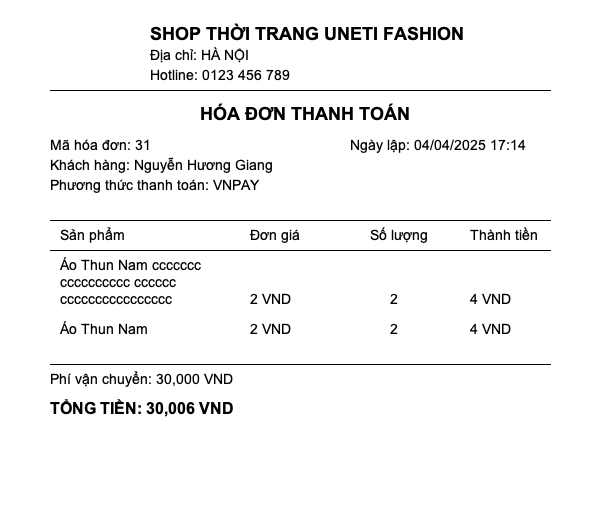 SHOP THỜI TRANG UNETI FASHION
Địa chỉ: HÀ NỘI
Hotline: 0123 456 789
HÓA ĐƠN THANH TOÁN
Mã hóa đơn: 31 Ngày lập: 04/04/2025 17:14
Khách hàng: Nguyễn Hương Giang
Phương thức thanh toán: VNPAY
Sản phẩm Đơn giá Số lượng Thành tiền
Áo Thun Nam ccccccc
cccccccccc cccccc
cccccccccccccccc 2 VND 2 4 VND
Áo Thun Nam 2 VND 2 4 VND
Phí vận chuyển: 30,000 VND
TỔNG TIỀN: 30,006 VND